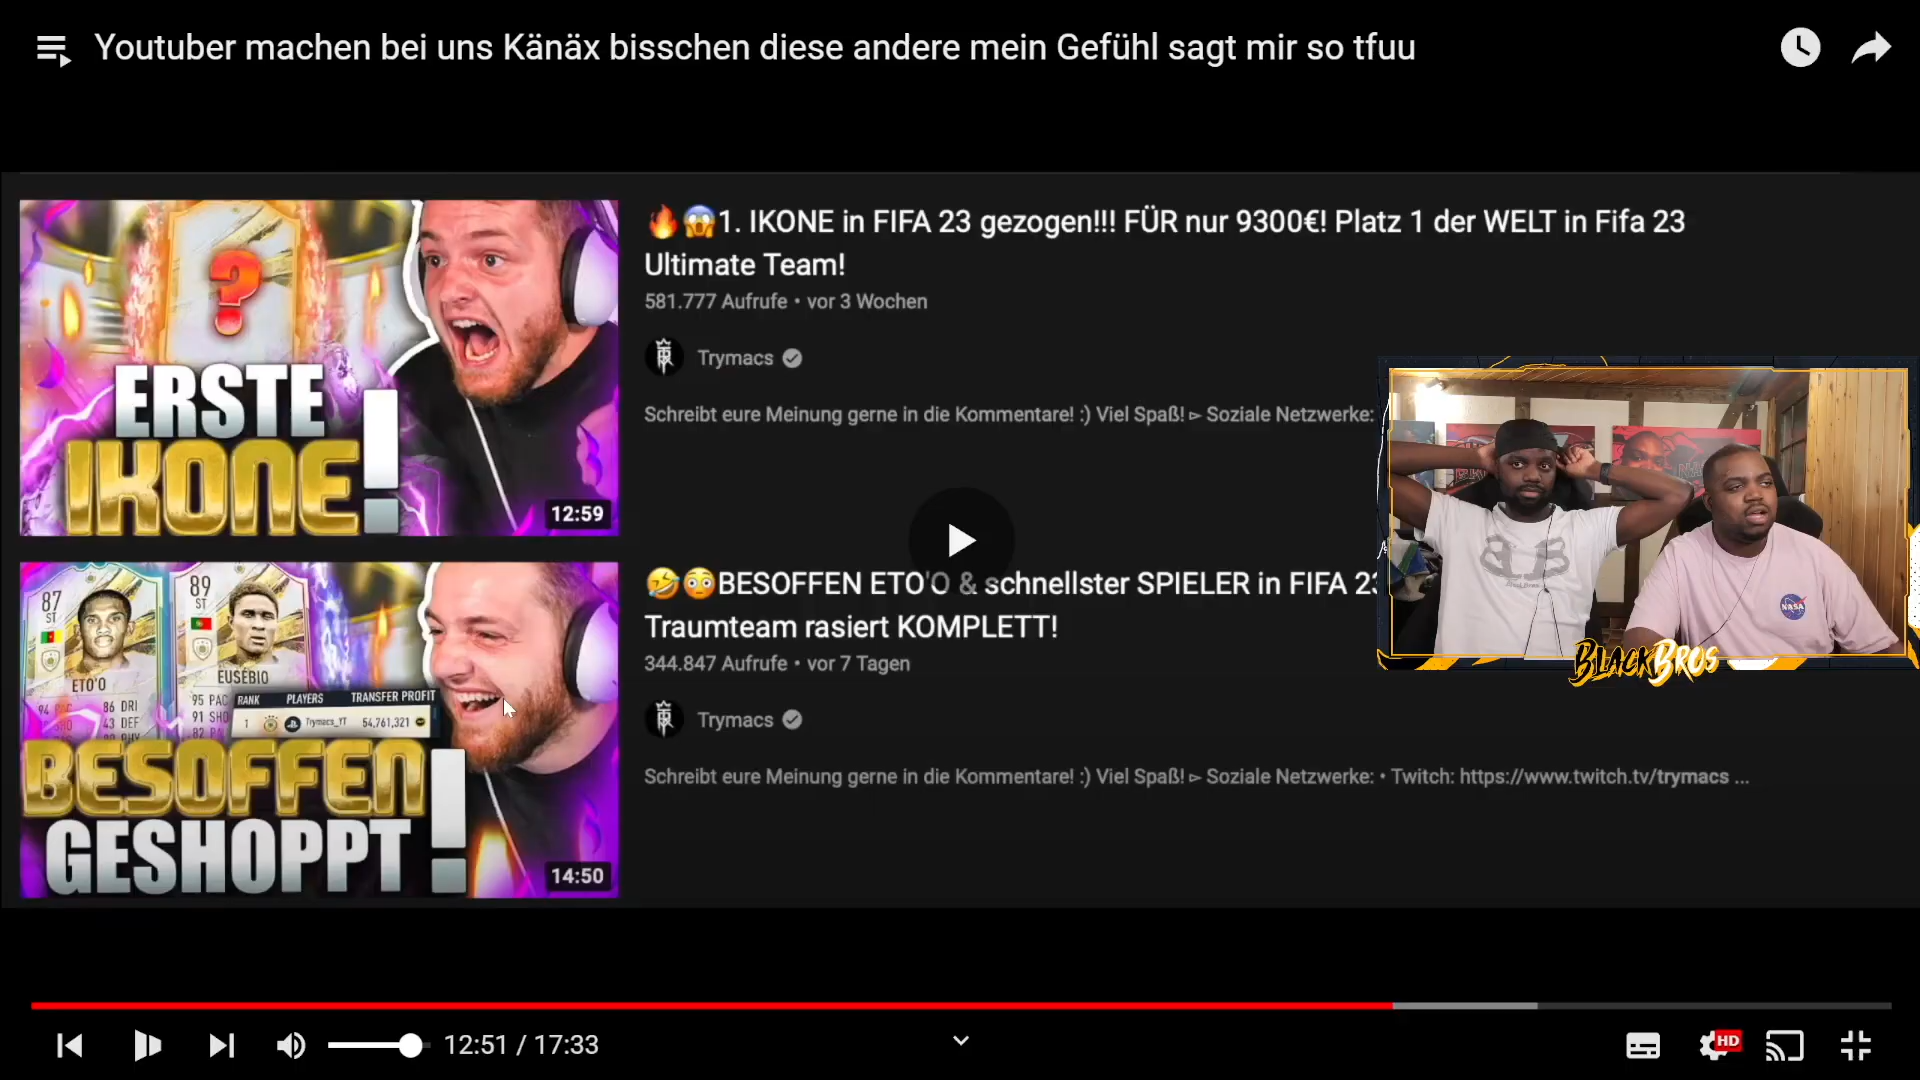 Youtuber machen bei uns Känäx bisschen diese andere mein Gefühl sagt mir so tfuu
ERSTE
IKONE!
12:59
🔥😱1. IKONE in FIFA 23 gezogen!!! FÜR nur 9300€! Platz 1 der WELT in Fifa 23
Ultimate Team!
581.777 Aufrufe • vor 3 Wochen
Trymacs
Schreibt eure Meinung gerne in die Kommentare! :) Viel Spaß! ▻ Soziale Netzwerke:
87
ST
ETO'O
86 DRI
43 DEF
89
ST
EUSÉBIO
95 PAC
91 SHO
RANK PLAYERS TRANSFER PROFIT
1 Trymacs_YT 54,761,321
BESOFFEN
GESHOPPT!
14:50
🤣😳BESOFFEN ETO'O & schnellster SPIELER in FIFA 23
Traumteam rasiert KOMPLETT!
344.847 Aufrufe • vor 7 Tagen
Trymacs
Schreibt eure Meinung gerne in die Kommentare! :) Viel Spaß! ▻ Soziale Netzwerke: • Twitch: https://www.twitch.tv/trymacs ...
NASA
BLACKBROS
12:51 / 17:33
HD